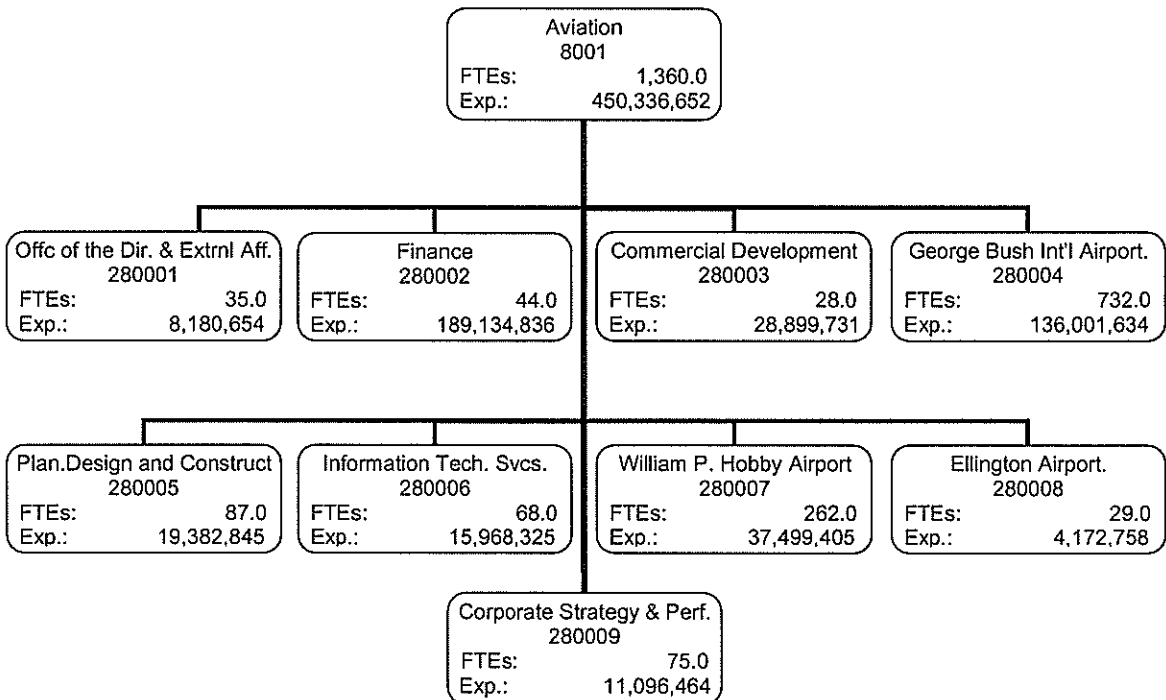 Aviation
8001
FTEs: 1,360.0
Exp.: 450,336,652
Offc of the Dir. & Extrnl Aff.
280001
FTEs: 35.0
Exp.: 8,180,654
Finance
280002
FTEs: 44.0
Exp.: 189,134,836
Commercial Development
280003
FTEs: 28.0
Exp.: 28,899,731
George Bush Int'l Airport.
280004
FTEs: 732.0
Exp.: 136,001,634
Plan.Design and Construct
280005
FTEs: 87.0
Exp.: 19,382,845
Information Tech. Svcs.
280006
FTEs: 68.0
Exp.: 15,968,325
William P. Hobby Airport
280007
FTEs: 262.0
Exp.: 37,499,405
Ellington Airport.
280008
FTEs: 29.0
Exp.: 4,172,758
Corporate Strategy & Perf.
280009
FTEs: 75.0
Exp.: 11,096,464